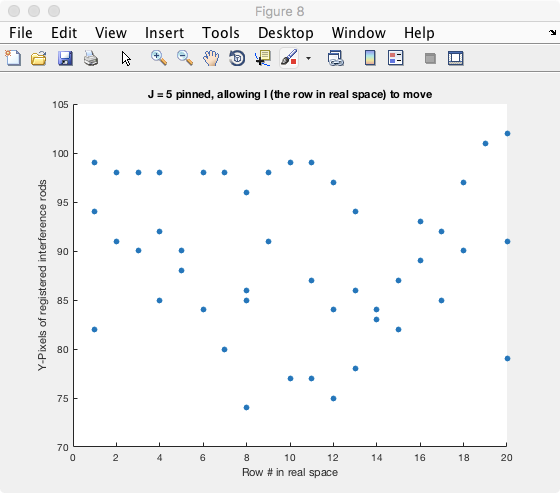 Figure 8
File Edit View Insert Tools Desktop Window Help
J = 5 pinned, allowing I (the row in real space) to move
105
100
95
90
85
80
75
70
Y-Pixels of registered interference rods
0 2 4 6 8 10 12 14 16 18 20
Row # in real space